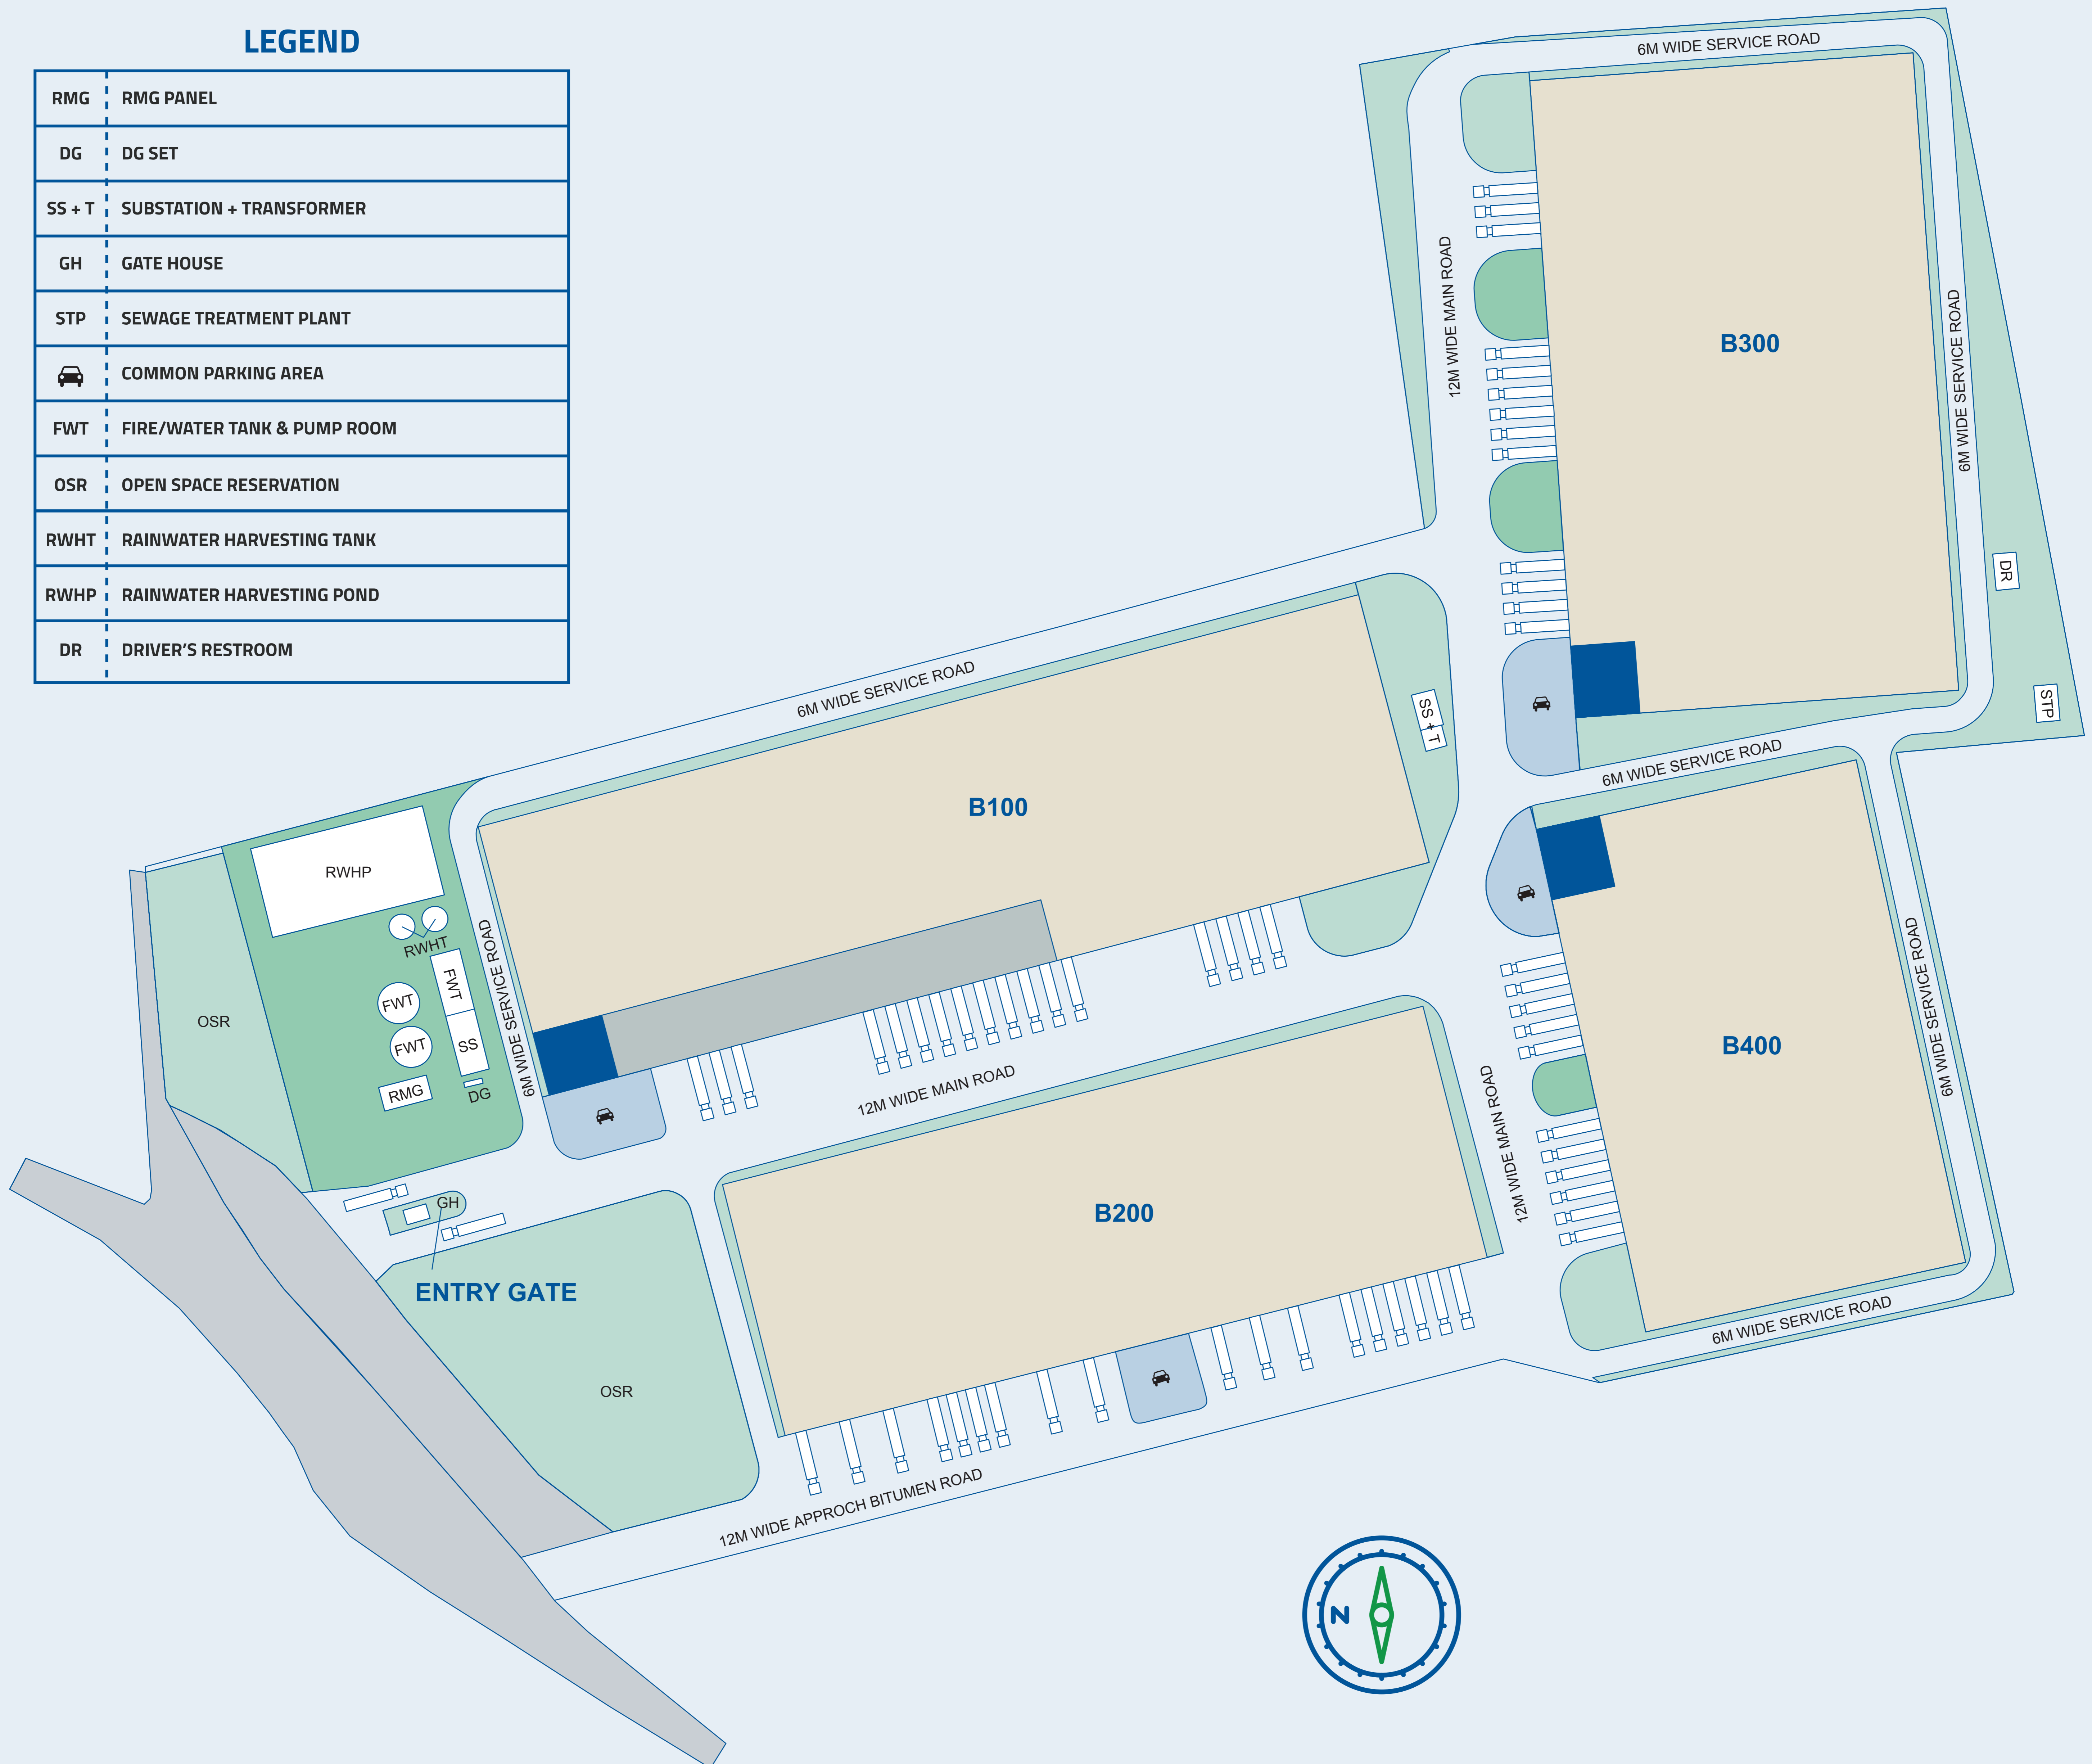 LEGEND
RMG RMG PANEL
DG DG SET
SS + T SUBSTATION + TRANSFORMER
GH GATE HOUSE
STP SEWAGE TREATMENT PLANT
COMMON PARKING AREA
FWT FIRE/WATER TANK & PUMP ROOM
OSR OPEN SPACE RESERVATION
RWHT RAINWATER HARVESTING TANK
RWHP RAINWATER HARVESTING POND
DR DRIVER’S RESTROOM
6M WIDE SERVICE ROAD
12M WIDE MAIN ROAD
B300
6M WIDE SERVICE ROAD
DR
STP
6M WIDE SERVICE ROAD
6M WIDE SERVICE ROAD
SS + T
B100
RWHP
RWHT
FWT
FWT
FWT
SS
RMG
DG
OSR
6M WIDE SERVICE ROAD
12M WIDE MAIN ROAD
B400
6M WIDE SERVICE ROAD
12M WIDE MAIN ROAD
GH
ENTRY GATE
B200
OSR
6M WIDE SERVICE ROAD
12M WIDE APPROCH BITUMEN ROAD
N